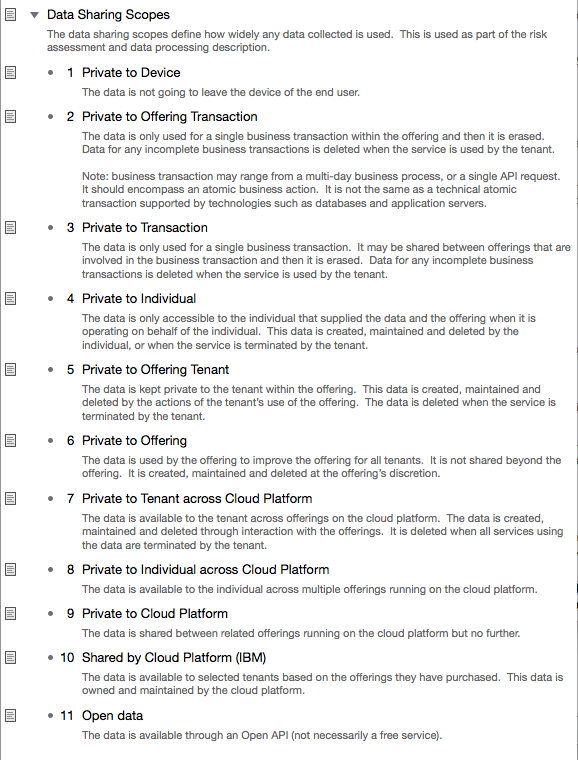 Data Sharing Scopes
The data sharing scopes define how widely any data collected is used.  This is used as part of the risk
assessment and data processing description.
1 Private to Device
The data is not going to leave the device of the end user.
2 Private to Offering Transaction
The data is only used for a single business transaction within the offering and then it is erased.
Data for any incomplete business transactions is deleted when the service is used by the tenant.
Note: business transaction may range from a multi-day business process, or a single API request.
It should encompass an atomic business action.  It is not the same as a technical atomic
transaction supported by technologies such as databases and application servers.
3 Private to Transaction
The data is only used for a single business transaction.  It may be shared between offerings that are
involved in the business transaction and then it is erased.  Data for any incomplete business
transactions is deleted when the service is used by the tenant.
4 Private to Individual
The data is only accessible to the individual that supplied the data and the offering when it is
operating on behalf of the individual.  This data is created, maintained and deleted by the
individual, or when the service is terminated by the tenant.
5 Private to Offering Tenant
The data is kept private to the tenant within the offering.  This data is created, maintained and
deleted by the actions of the tenant's use of the offering.  The data is deleted when the service is
terminated by the tenant.
6 Private to Offering
The data is used by the offering to improve the offering for all tenants.  It is not shared beyond the
offering.  It is created, maintained and deleted at the offering's discretion.
7 Private to Tenant across Cloud Platform
The data is available to the tenant across offerings on the cloud platform.  The data is created,
maintained and deleted through interaction with the offerings.  It is deleted when all services using
the data are terminated by the tenant.
8 Private to Individual across Cloud Platform
The data is available to the individual across multiple offerings running on the cloud platform.
9 Private to Cloud Platform
The data is shared between related offerings running on the cloud platform but no further.
10 Shared by Cloud Platform (IBM)
The data is available to selected tenants based on the offerings they have purchased.  This data is
owned and maintained by the cloud platform.
11 Open data
The data is available through an Open API (not necessarily a free service).